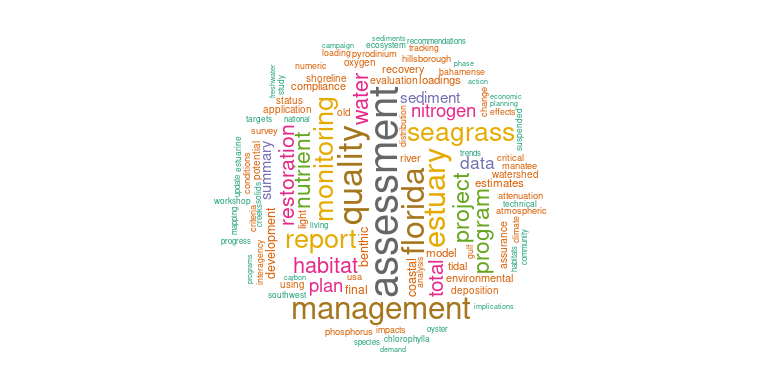 sediments
campaign
ecosystem
recommendations
loading
pyrodinium
tracking
numeric
oxygen
hillsborough
phase
freshwater
study
shoreline
recovery
bahamense
compliance
evaluation
loadings
action
status
water
sediment
change
economic
planning
application
old
nitrogen
effects
targets
national
monitoring
quality
assessment
distribution
seagrass
suspended
survey
restoration
nutrient
estuarine
potential
summary
river
estuary
data
trends
critical
manatee
conditions
watershed
update
solids
florida
project
program
estimates
workshop
attenuation
technical
mapping
criteria
creeks
light
living
atmospheric
progress
report
benthic
climate
community
interagency
development
habitat
coastal
analysis
model
total
tidal
gulf
assurance
habitats
programs
carbon
using
plan
usa
final
environmental
southwest
deposition
management
implications
phosphorus
impacts
oyster
species
chlorophylla
demand